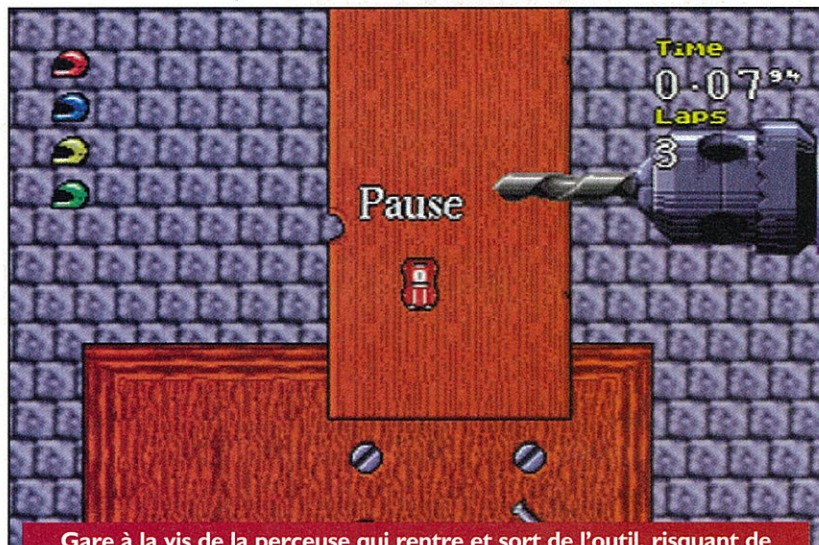 Time
0·07⁹⁴
Laps
3
Pause
Gare à la vis de la perceuse qui rentre et sort de l'outil, risquant de